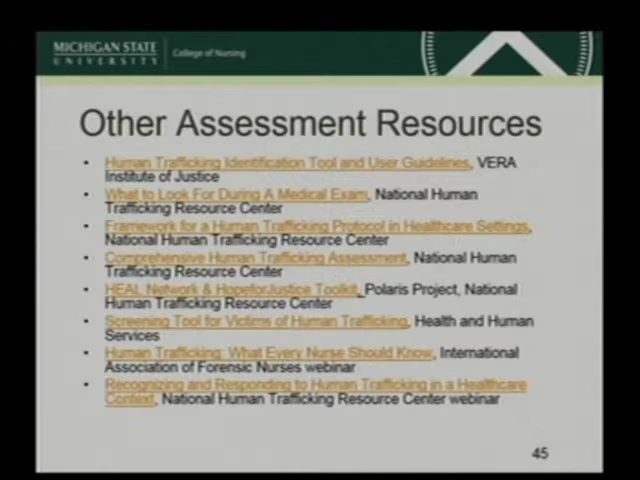 MICHIGAN STATE
UNIVERSITY
College of Nursing
Other Assessment Resources
• Human Trafficking Identification Tool and User Guidelines, VERA
Institute of Justice
• What to Look For During A Medical Exam, National Human
Trafficking Resource Center
• Framework for a Human Trafficking Protocol in Healthcare Settings,
National Human Trafficking Resource Center
• Comprehensive Human Trafficking Assessment, National Human
Trafficking Resource Center
• HEAL Network & HopeforJustice Toolkit, Polaris Project, National
Human Trafficking Resource Center
• Screening Tool for Victims of Human Trafficking, Health and Human
Services
• Human Trafficking: What Every Nurse Should Know, International
Association of Forensic Nurses webinar
• Recognizing and Responding to Human Trafficking in a Healthcare
Context, National Human Trafficking Resource Center webinar
45